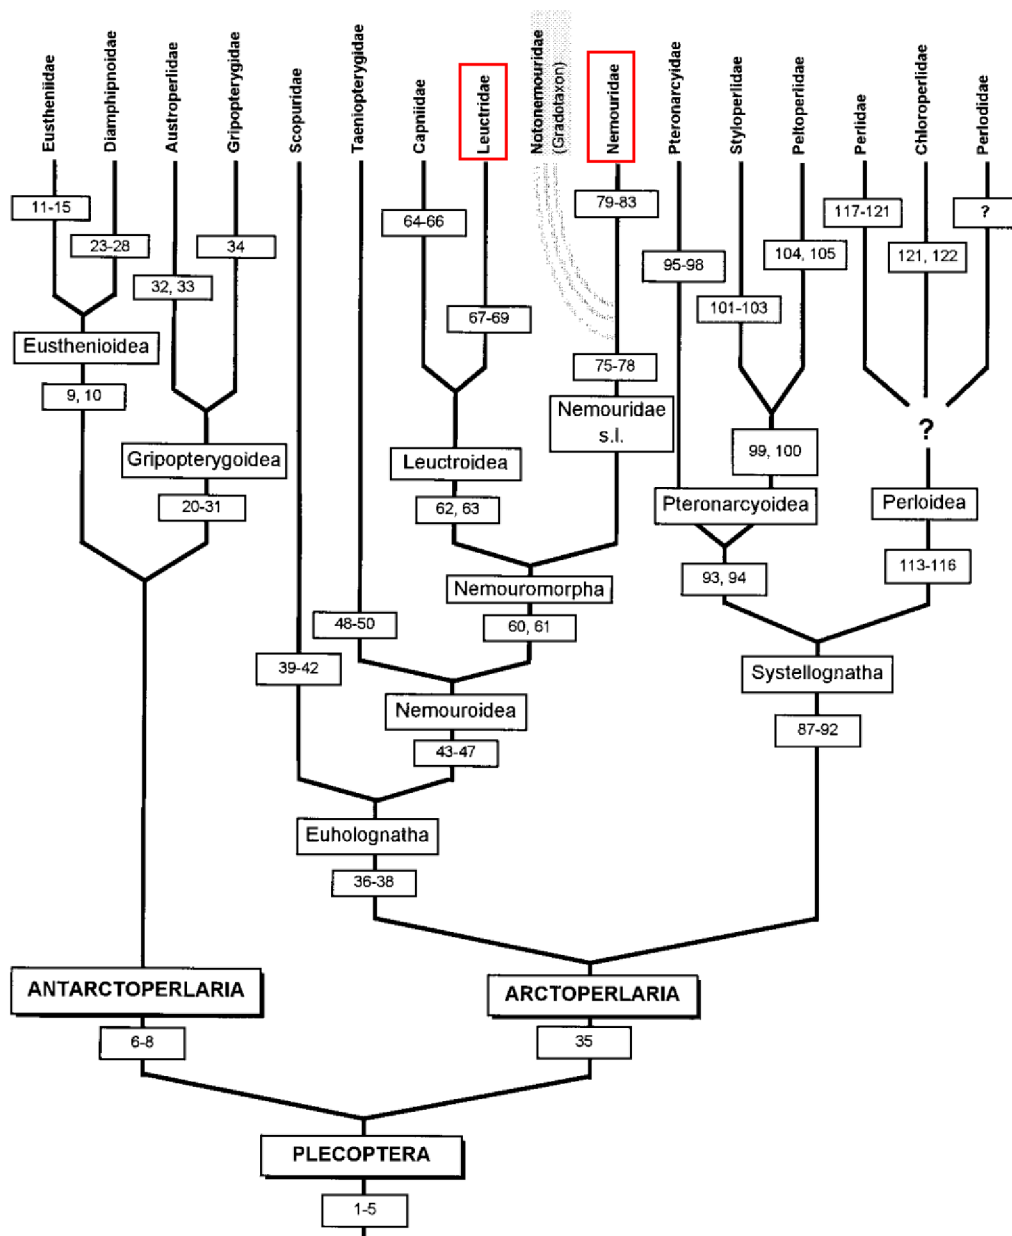 Eustheniidae
Diamphipnoidae
Austroperlidae
Gripopterygidae
Scopuridae
Taeniopterygidae
Capniidae
Leuctridae
Notonemouridae
(Gradotaxon)
Nemouridae
Pteronarcyidae
Styloperlidae
Peltoperlidae
Perlidae
Chloroperlidae
Perlodidae
11-15
79-83
117-121
?
23-28
34
64-66
104, 105
121, 122
32, 33
95-98
101-103
67-69
Eusthenioidea
75-78
9, 10
Nemouridae
s.l.
?
Gripopterygoidea
Leuctroidea
99, 100
20-31
62, 63
Pteronarcyoidea
Perloidea
93, 94
113-116
Nemouromorpha
48-50
60, 61
39-42
Systellognatha
Nemouroidea
87-92
43-47
Euholognatha
36-38
ANTARCTOPERLARIA
ARCTOPERLARIA
6-8
35
PLECOPTERA
1-5